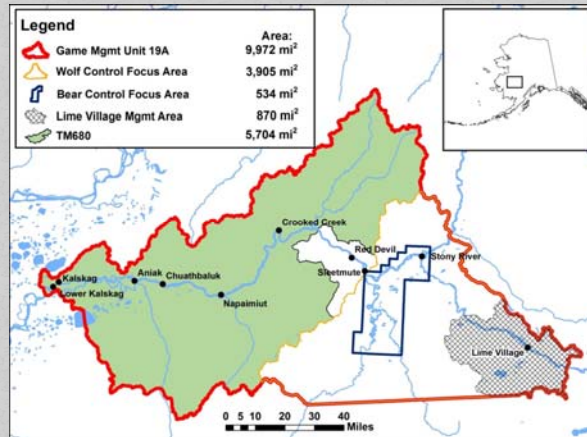 Legend Area:
Game Mgmt Unit 19A 9,972 mi²
Wolf Control Focus Area 3,905 mi²
Bear Control Focus Area 534 mi²
Lime Village Mgmt Area 870 mi²
TM680 5,704 mi²
Crooked Creek
Red Devil
Stony River
Sleetmute
Kalskag
Aniak
Chuathbaluk
Lower Kalskag
Napaimiut
Lime Village
0 5 10 20 30 40
Miles